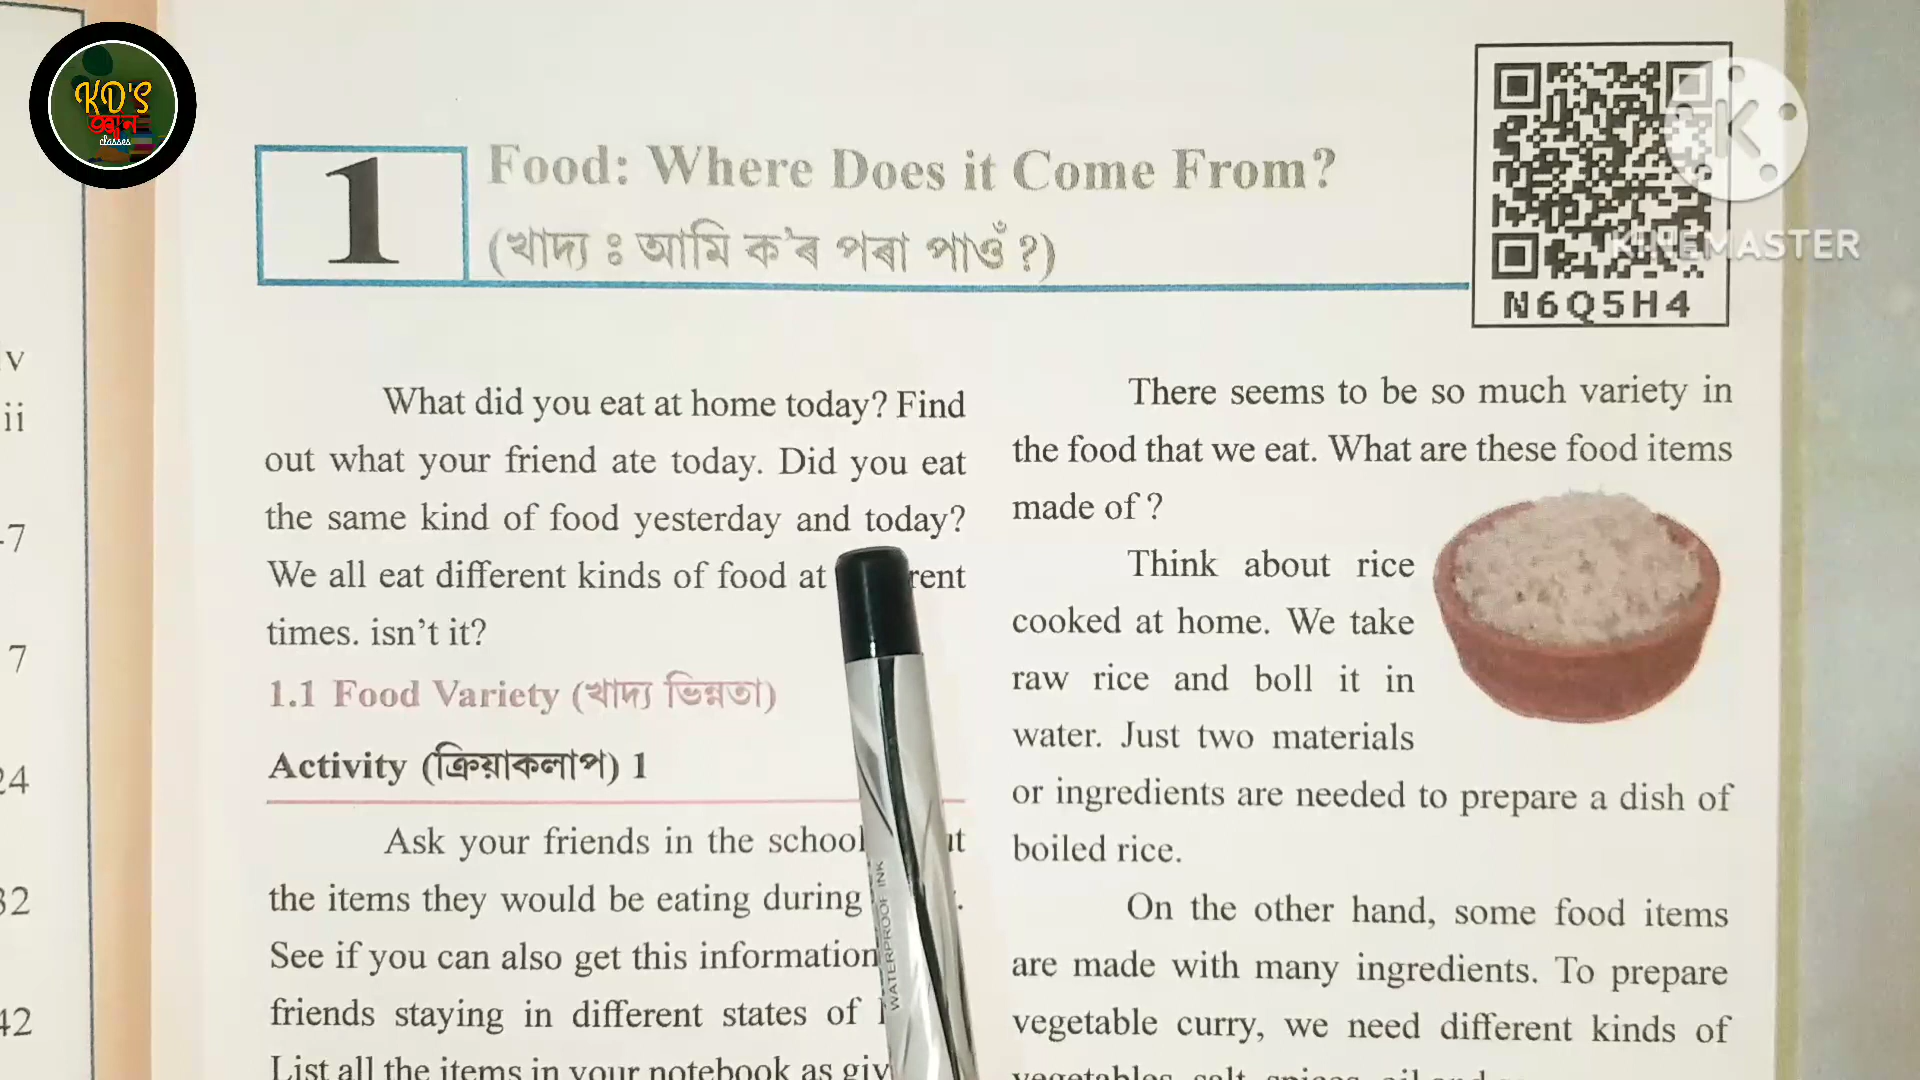 KD'S
জ্ঞান
classes
1
Food: Where Does it Come From?
(খাদ্য ঃ আমি ক'ৰ পৰা পাওঁ ?)
KINEMASTER
N6Q5H4
v
ii
-7
7
24
32
42
What did you eat at home today? Find
out what your friend ate today. Did you eat
the same kind of food yesterday and today?
We all eat different kinds of food at rent
times. isn't it?
1.1 Food Variety (খাদ্য ভিন্নতা)
Activity (ক্ৰিয়াকলাপ) 1
Ask your friends in the school
the items they would be eating during
See if you can also get this information
friends staying in different states of
List all the items in your notebook as giv
There seems to be so much variety in
the food that we eat. What are these food items
made of ?
Think about rice
cooked at home. We take
raw rice and boll it in
water. Just two materials
or ingredients are needed to prepare a dish of
boiled rice.
On the other hand, some food items
are made with many ingredients. To prepare
vegetable curry, we need different kinds of
vegetables, salt, spices, oil and
WATERPROOF INK